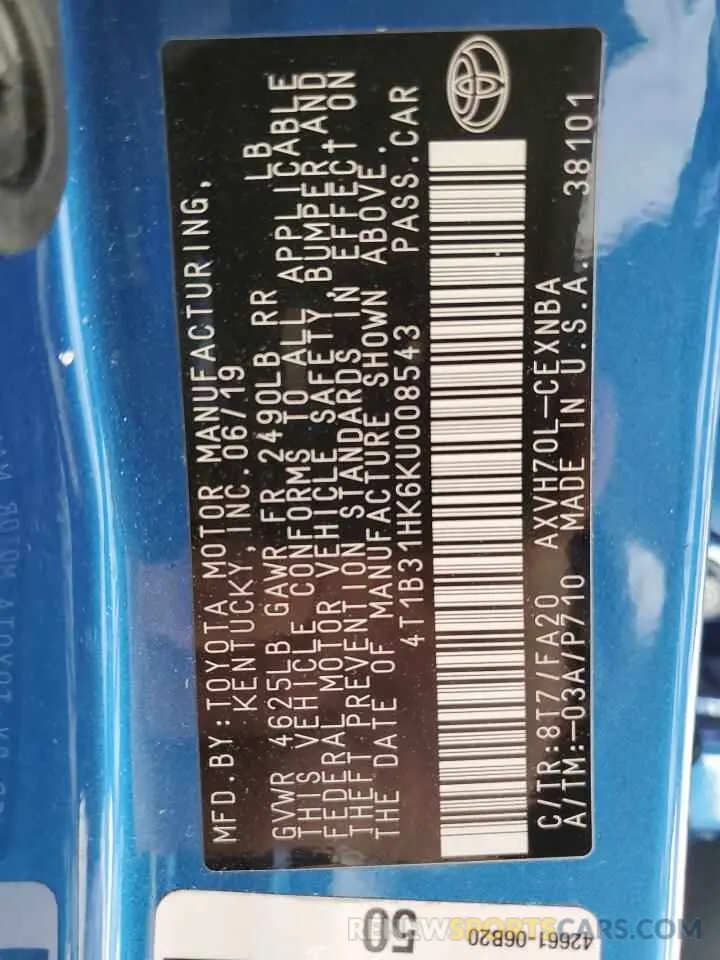 MFD.BY:TOYOTA MOTOR MANUFACTURING,
KENTUCKY, INC.06/19
GVWR 4625LB GAWR FR 2490LB RR LB
THIS VEHICLE CONFORMS TO ALL APPLICABLE
FEDERAL MOTOR VEHICLE SAFETY, BUMPER, AND
THEFT PREVENTION STANDARDS IN EFFECT ON
THE DATE OF MANUFACTURE SHOWN ABOVE.
4T1B31HK6KU008543 PASS.CAR
C/TR:8T7/FA20 AXVH70L-CEXNBA
A/TM:-03A/P710 MADE IN U.S.A. 38101
50
42661-06B20
RENEWSPORTSCARS.COM